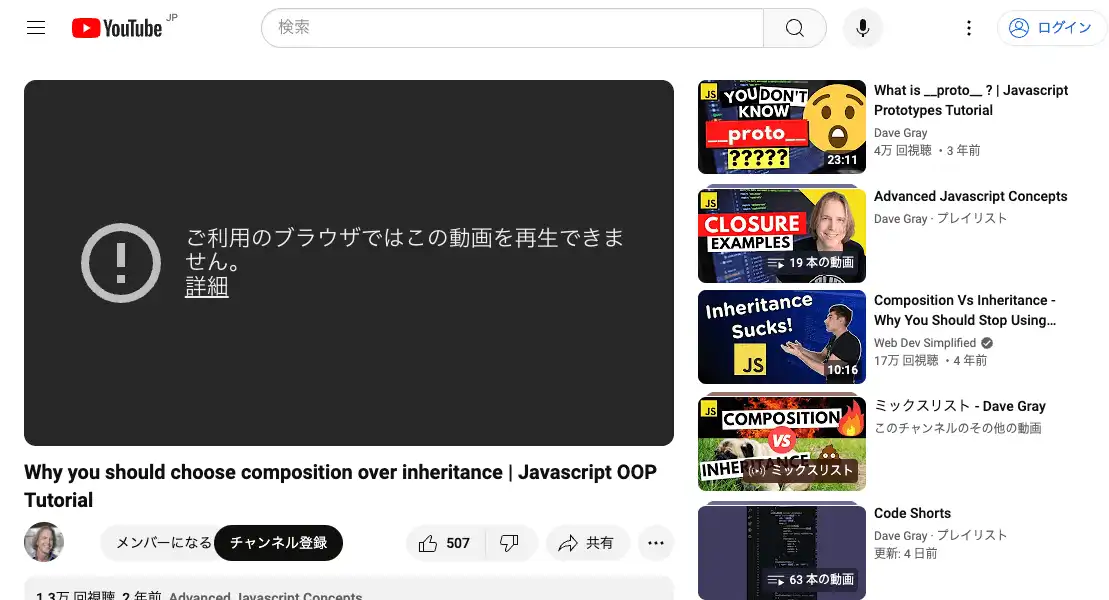 YouTube JP
検索
ログイン
ご利用のブラウザではこの動画を再生できま
せん。
詳細
Why you should choose composition over inheritance | Javascript OOP
Tutorial
メンバーになる
チャンネル登録
507
共有
1.3万 回視聴 2 年前 Advanced Javascript Concepts
JS
YOU DON'T
KNOW
__proto__
?????
23:11
What is __proto__ ? | Javascript
Prototypes Tutorial
Dave Gray
4万 回視聴 ・3 年前
JS
CLOSURE
EXAMPLES
19 本の動画
Advanced Javascript Concepts
Dave Gray · プレイリスト
Inheritance
Sucks!
JS
10:16
Composition Vs Inheritance -
Why You Should Stop Using…
Web Dev Simplified
17万 回視聴 ・4 年前
JS
COMPOSITION
VS
ミックスリスト
ミックスリスト - Dave Gray
このチャンネルのその他の動画
63 本の動画
Code Shorts
Dave Gray · プレイリスト
更新: 4 日前